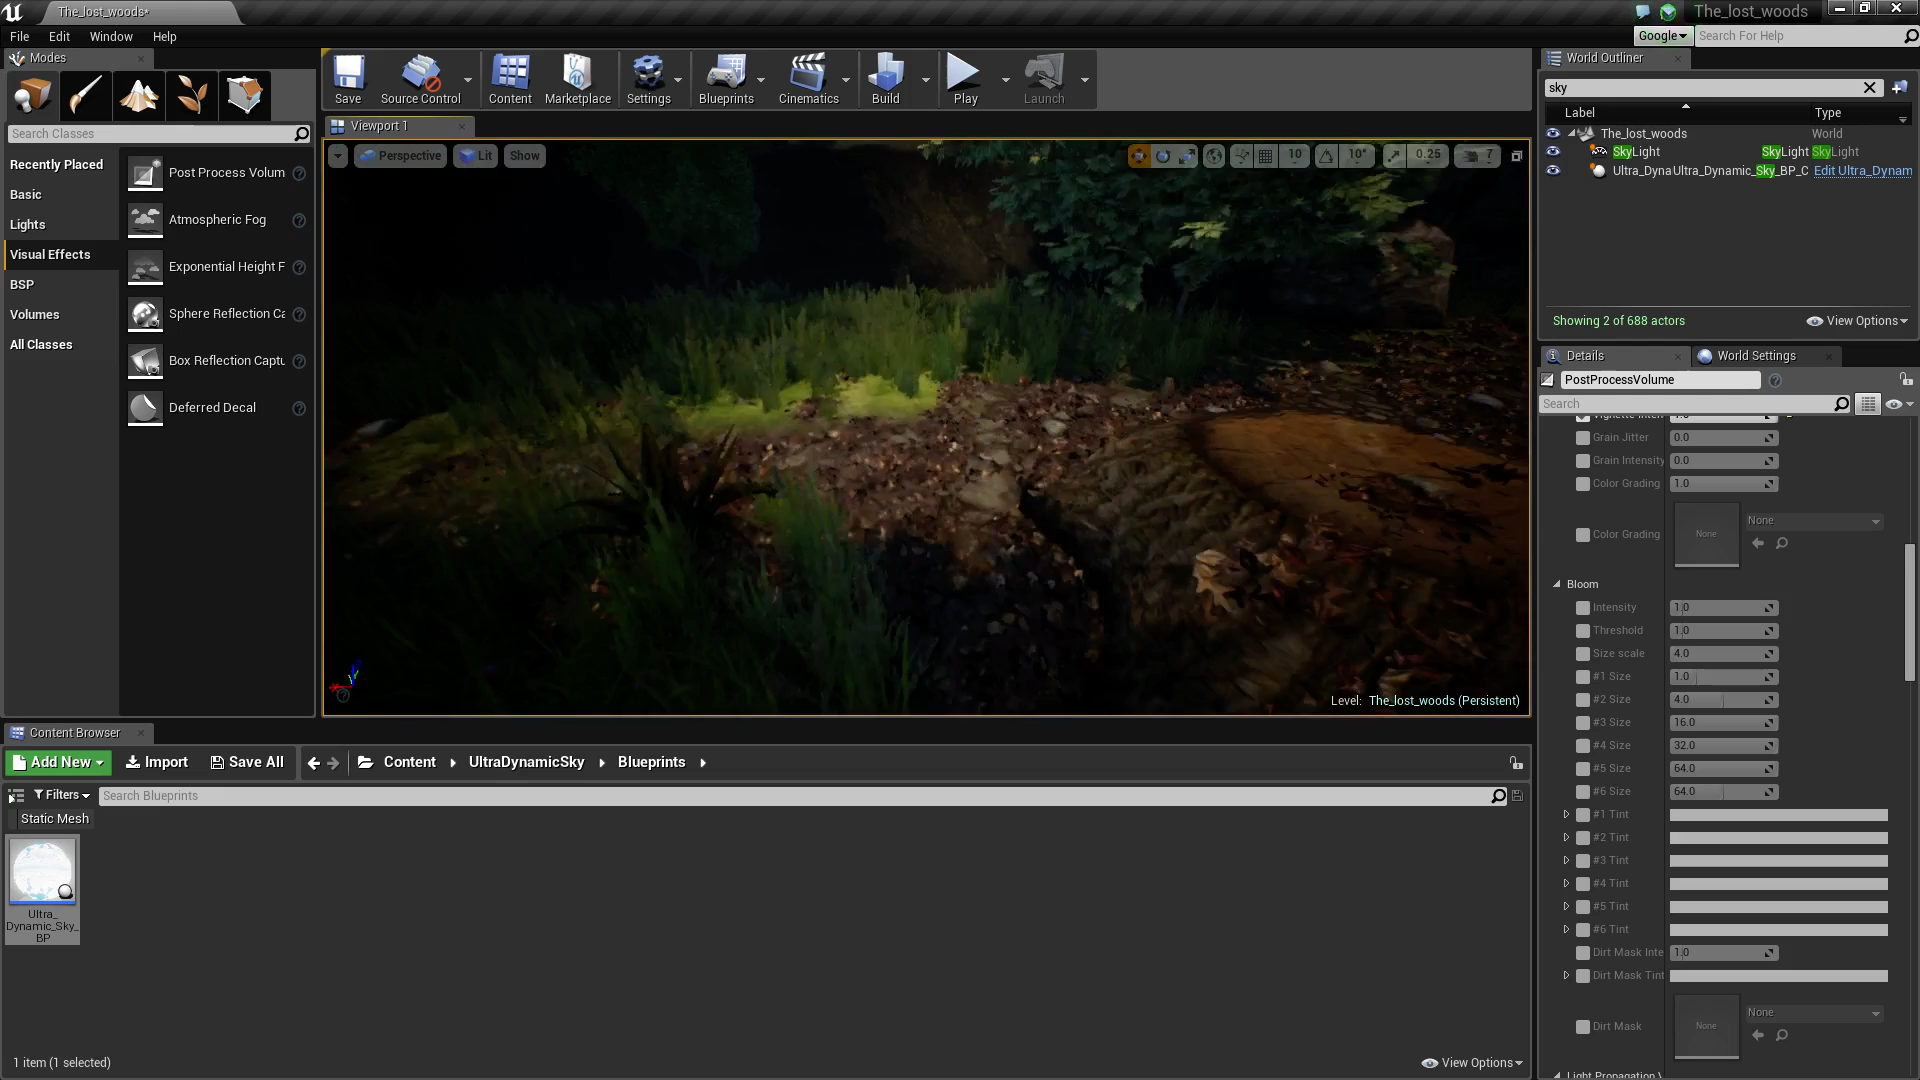 The_lost_woods*
The_lost_woods
File
Edit
Window
Help
Google
Search For Help
Modes
Search Classes
Recently Placed
Basic
Lights
Visual Effects
BSP
Volumes
All Classes
Post Process Volum
Atmospheric Fog
Exponential Height F
Sphere Reflection Ca
Box Reflection Captu
Deferred Decal
Save
Source Control
Content
Marketplace
Settings
Blueprints
Cinematics
Build
Play
Launch
Viewport 1
Perspective
Lit
Show
10
10°
0.25
7
Level: The_lost_woods (Persistent)
World Outliner
sky
Label
Type
The_lost_woods
World
SkyLight
SkyLight
SkyLight
Ultra_Dyna
Ultra_Dynamic_Sky_BP_C
Edit Ultra_Dynam
Showing 2 of 688 actors
View Options
Details
World Settings
PostProcessVolume
Search
Grain Jitter
0.0
Grain Intensity
0.0
Color Grading
1.0
Color Grading
None
None
Bloom
Intensity
1.0
Threshold
1.0
Size scale
4.0
#1 Size
1.0
#2 Size
4.0
#3 Size
16.0
#4 Size
32.0
#5 Size
64.0
#6 Size
64.0
#1 Tint
#2 Tint
#3 Tint
#4 Tint
#5 Tint
#6 Tint
Dirt Mask Inte
1.0
Dirt Mask Tint
Dirt Mask
None
None
Light Propagation V
Content Browser
Add New
Import
Save All
Content
UltraDynamicSky
Blueprints
Filters
Search Blueprints
Static Mesh
Ultra_
Dynamic_Sky_
BP
1 item (1 selected)
View Options